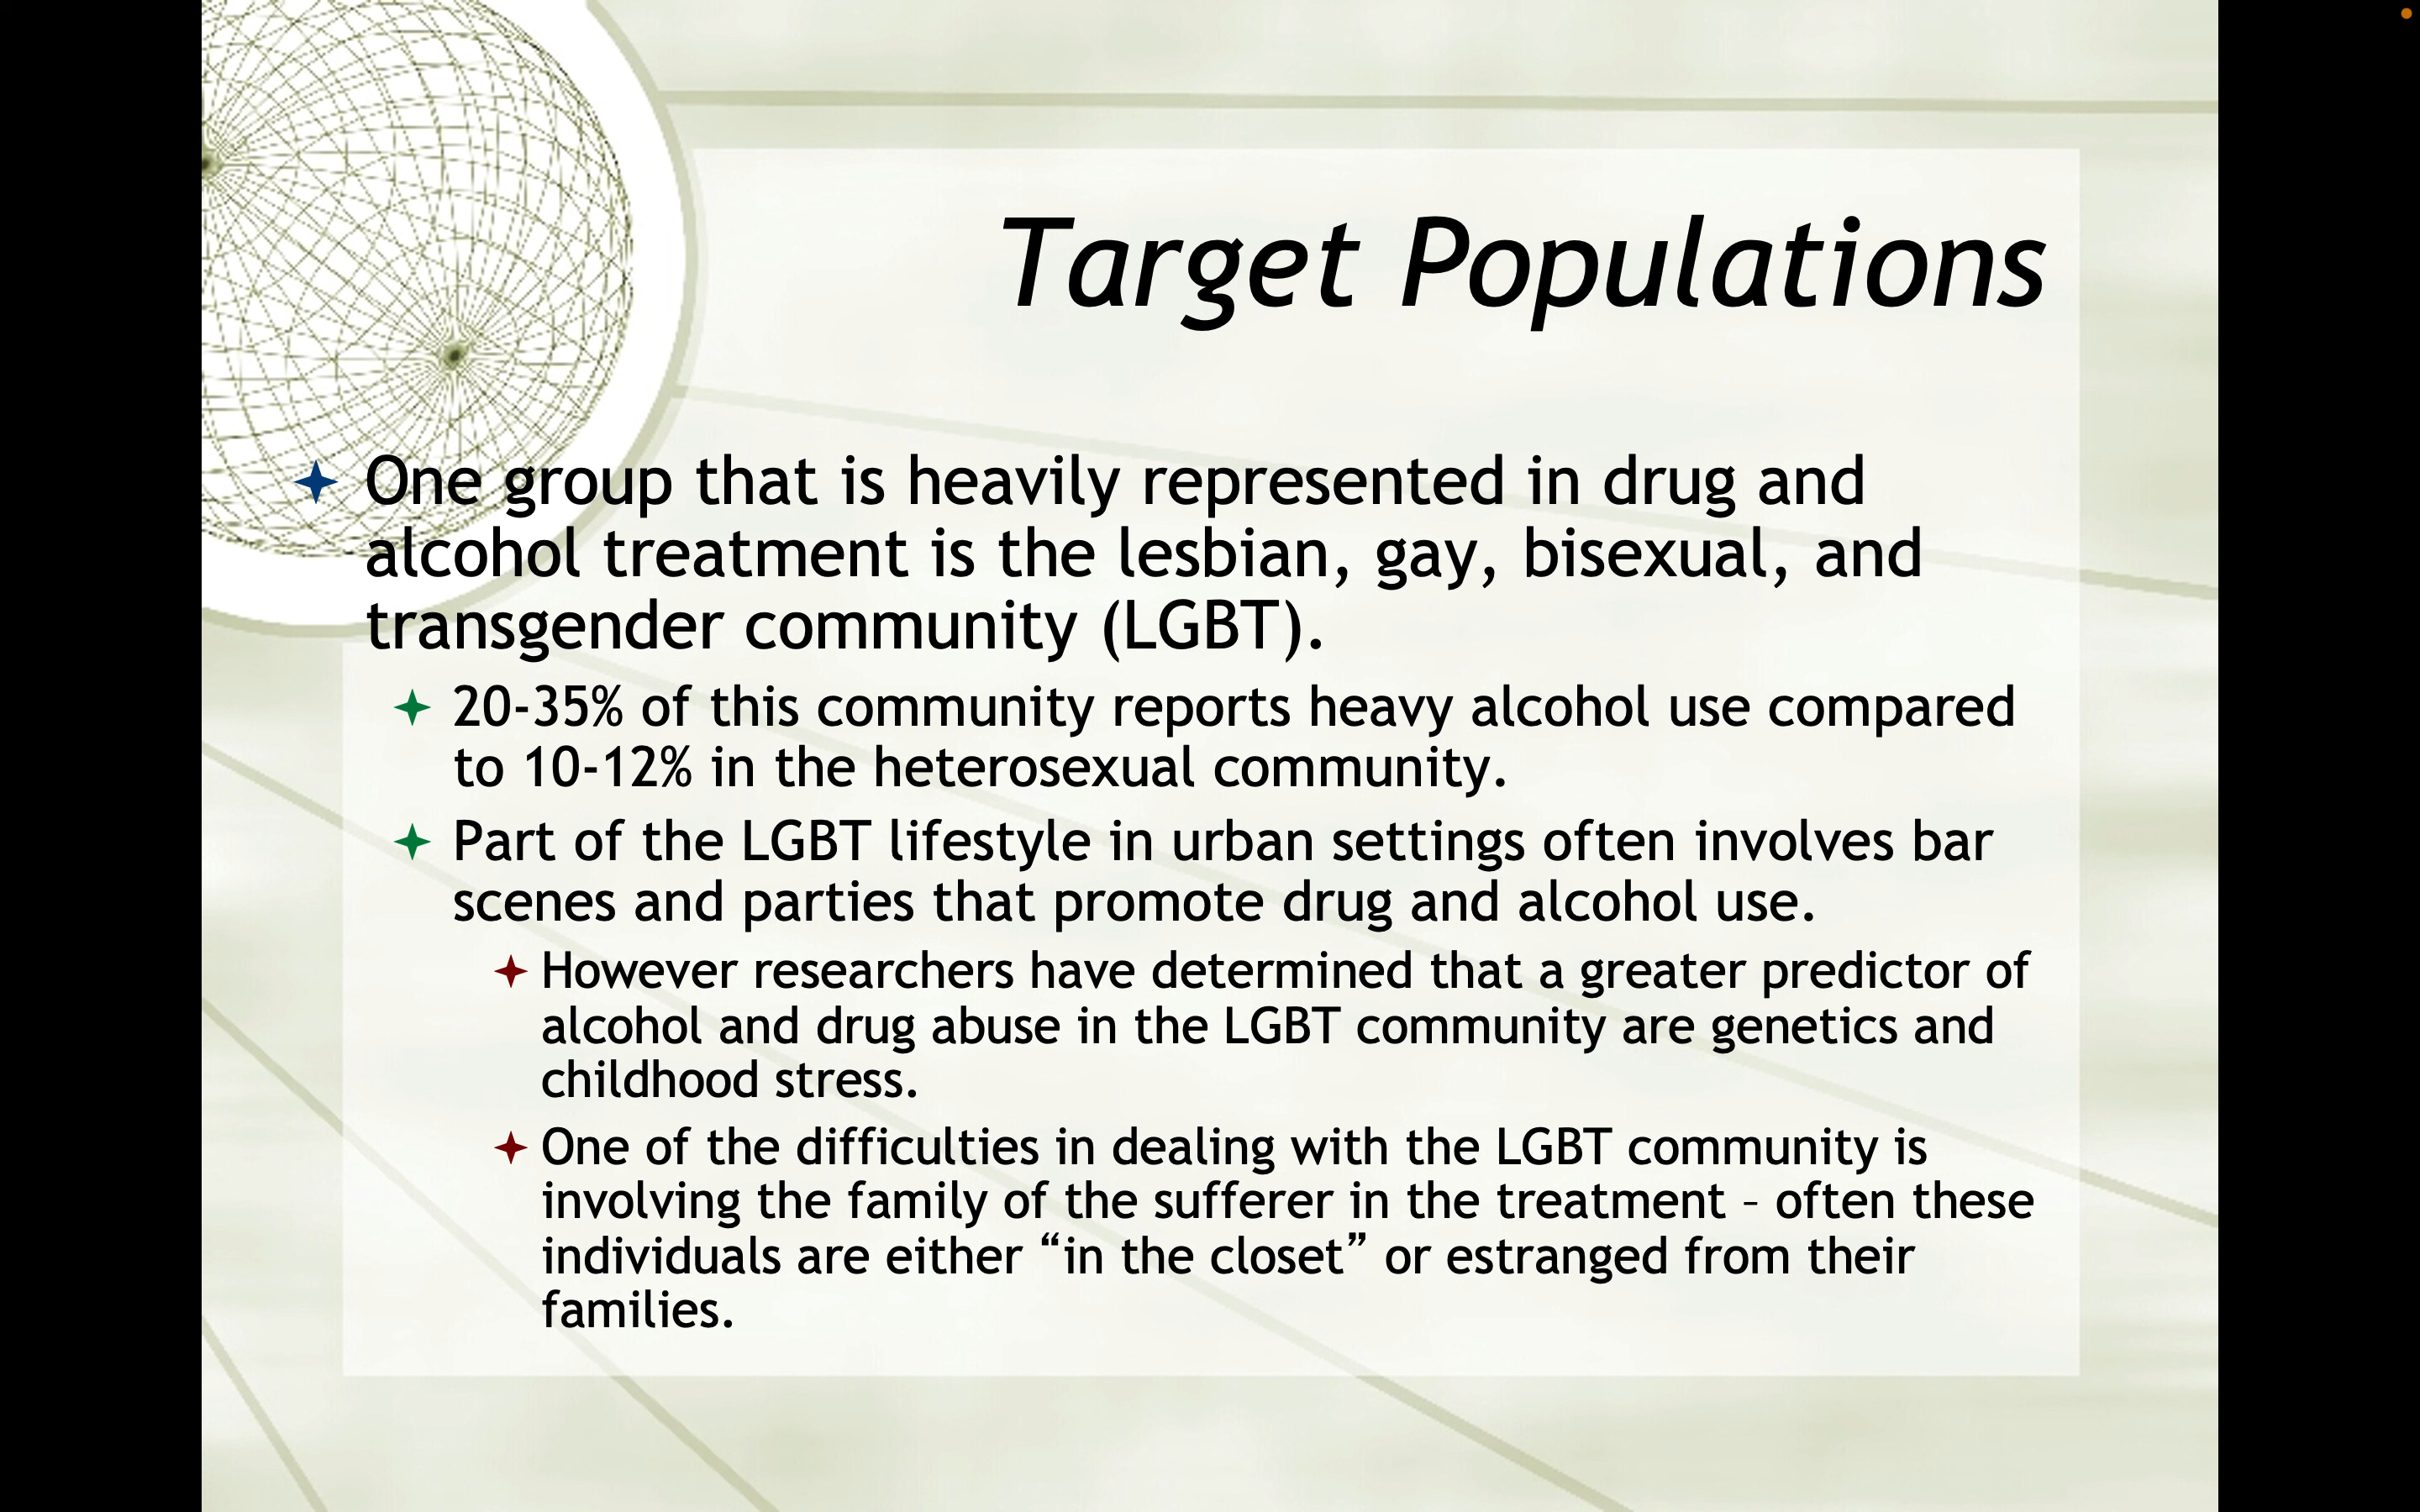 Target Populations
One group that is heavily represented in drug and
alcohol treatment is the lesbian, gay, bisexual, and
transgender community (LGBT).
20-35% of this community reports heavy alcohol use compared
to 10-12% in the heterosexual community.
Part of the LGBT lifestyle in urban settings often involves bar
scenes and parties that promote drug and alcohol use.
However researchers have determined that a greater predictor of
alcohol and drug abuse in the LGBT community are genetics and
childhood stress.
One of the difficulties in dealing with the LGBT community is
involving the family of the sufferer in the treatment – often these
individuals are either “in the closet” or estranged from their
families.